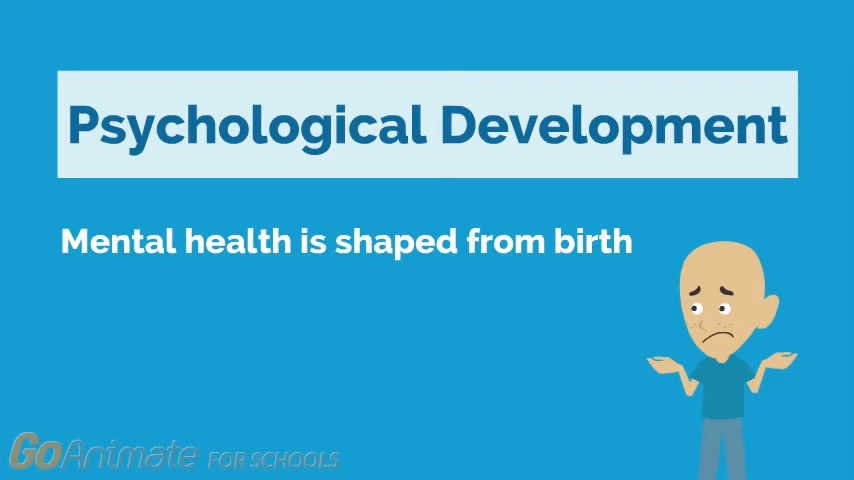 Psychological Development
Mental health is shaped from birth
GoAnimate FOR SCHOOLS